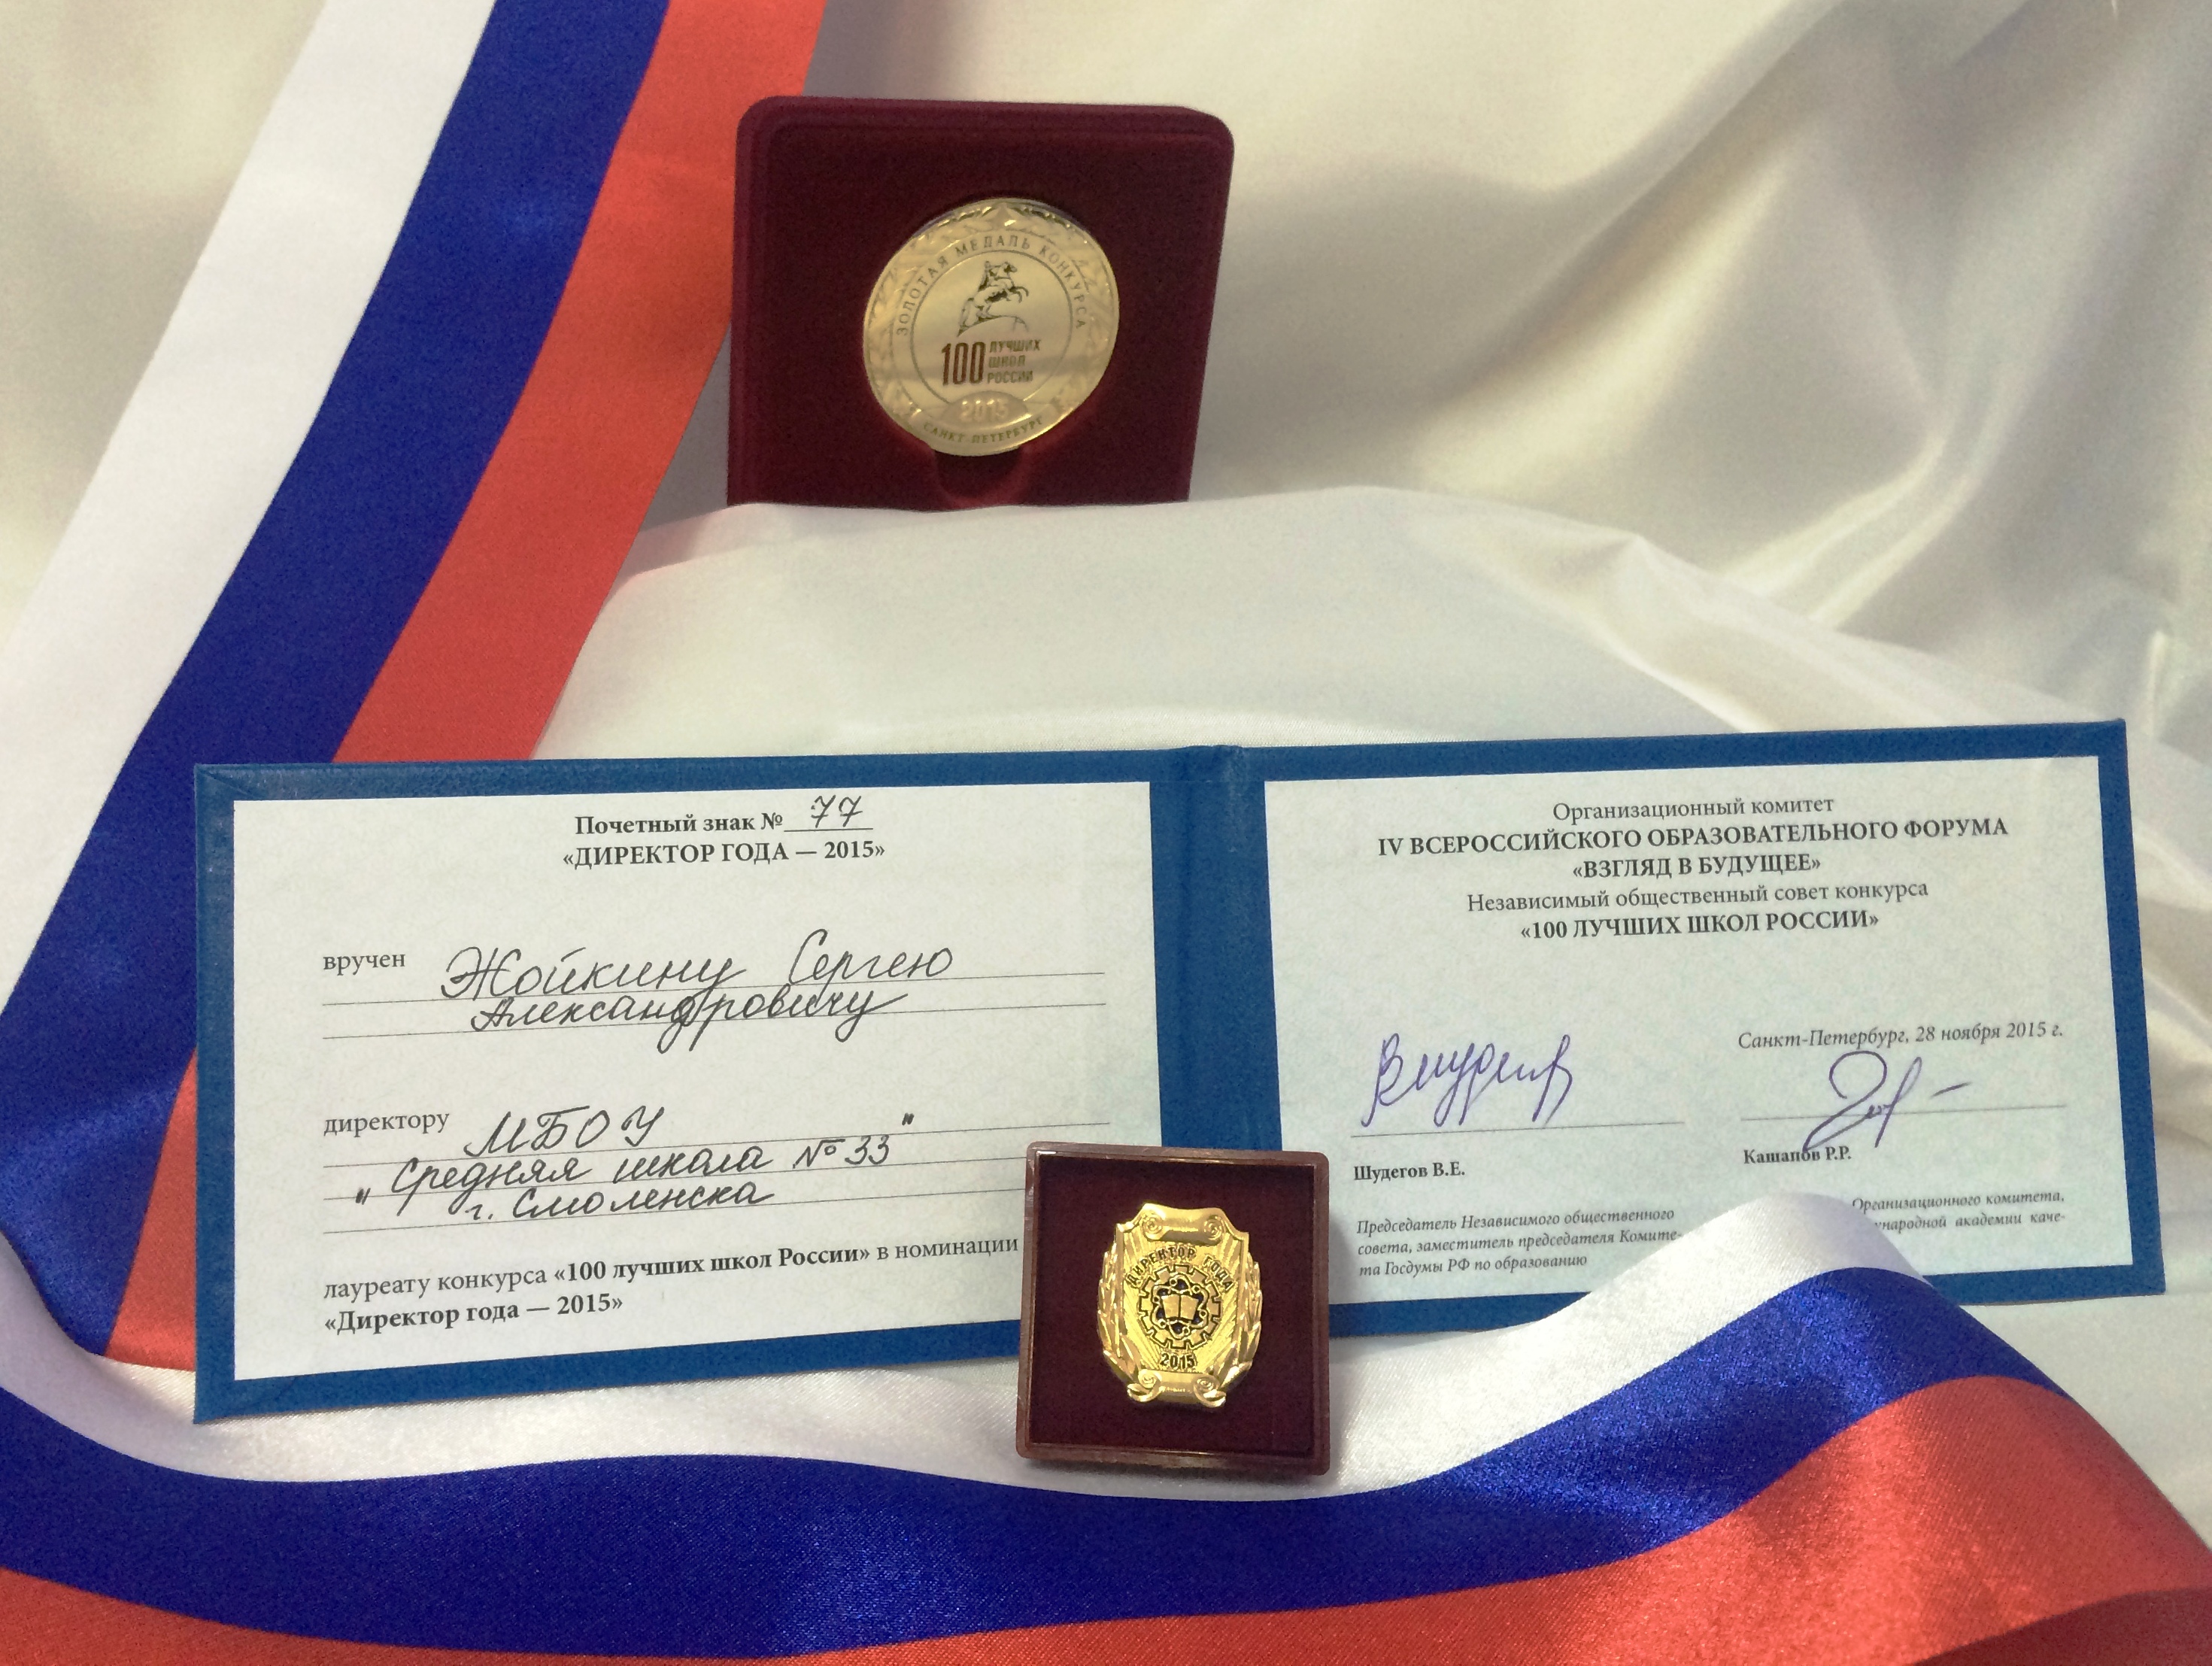 ЗОЛОТАЯ МЕДАЛЬ КОНКУРСА
100 ЛУЧШИХ
ШКОЛ
РОССИИ
2015
САНКТ-ПЕТЕРБУРГ
Почетный знак № 77
«ДИРЕКТОР ГОДА — 2015»
вручен Жойкину Сергею
Александровичу
директору МБОУ
"Средняя школа № 33"
г. Смоленска
лауреату конкурса «100 лучших школ России» в номинации
«Директор года — 2015»
Организационный комитет
IV ВСЕРОССИЙСКОГО ОБРАЗОВАТЕЛЬНОГО ФОРУМА
«ВЗГЛЯД В БУДУЩЕЕ»
Независимый общественный совет конкурса
«100 ЛУЧШИХ ШКОЛ РОССИИ»
Санкт-Петербург, 28 ноября 2015 г.
Шудегов В.Е.
Председатель Независимого общественного
совета, заместитель председателя Комите-
та Госдумы РФ по образованию
Кашапов Р.Р.
Организационного комитета,
академии каче-
ДИРЕКТОР ГОДА
2015